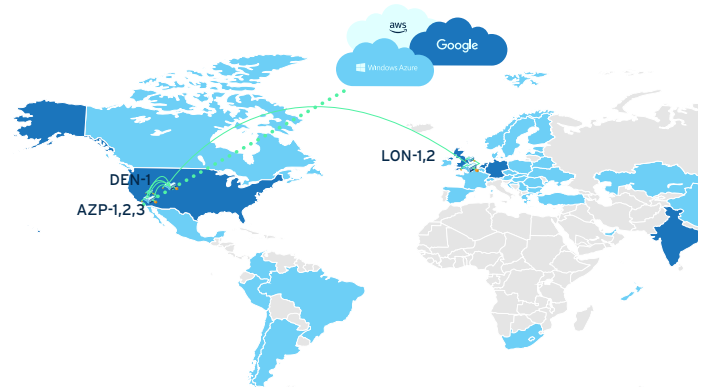 aws
Google
Windows Azure
LON-1,2
DEN-1
AZP-1,2,3